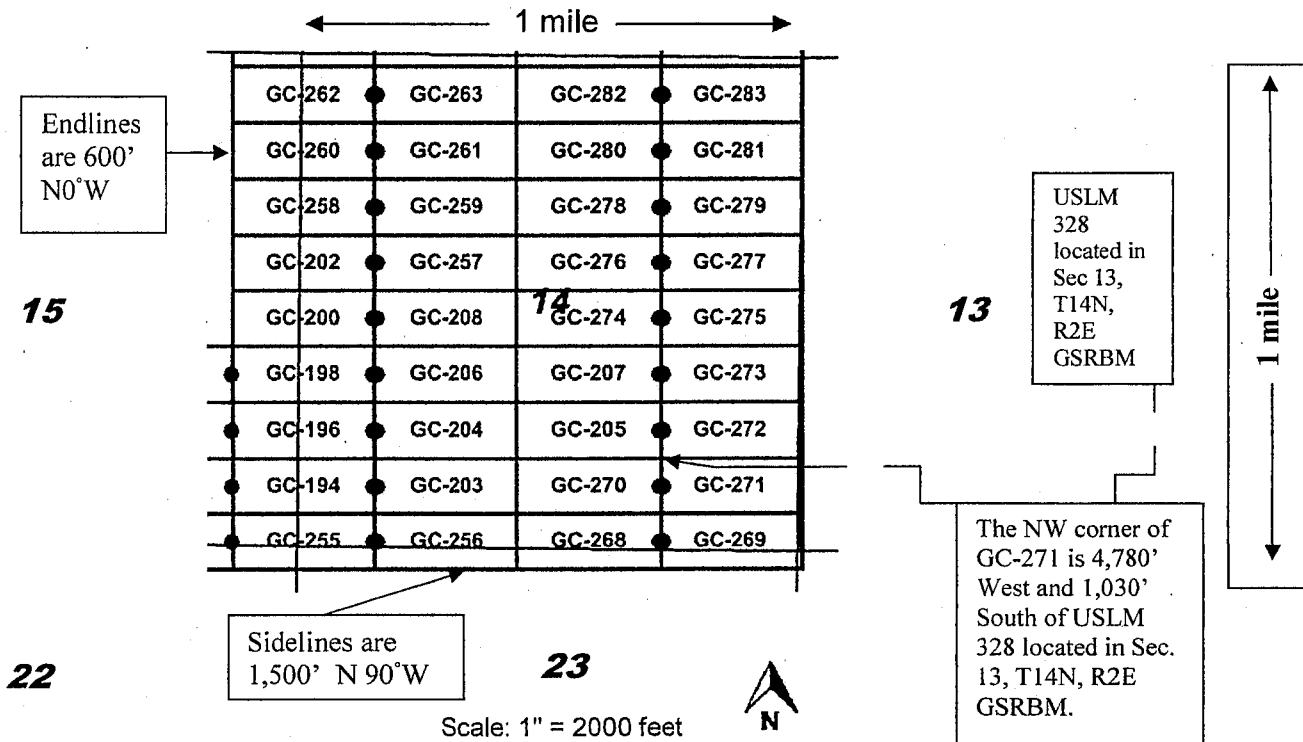 1 mile
Endlines
are 600'
N0°W
GC-262 GC-263 GC-282 GC-283
GC-260 GC-261 GC-280 GC-281
GC-258 GC-259 GC-278 GC-279
GC-202 GC-257 GC-276 GC-277
15
GC-200 GC-208 14 GC-274 GC-275
13
USLM
328
located in
Sec 13,
T14N,
R2E
GSRBM
1 mile
GC-198 GC-206 GC-207 GC-273
GC-196 GC-204 GC-205 GC-272
GC-194 GC-203 GC-270 GC-271
GC-255 GC-256 GC-268 GC-269
The NW corner of
GC-271 is 4,780'
West and 1,030'
South of USLM
328 located in Sec.
13, T14N, R2E
GSRBM.
Sidelines are
1,500' N 90°W
22
23
Scale: 1" = 2000 feet
N